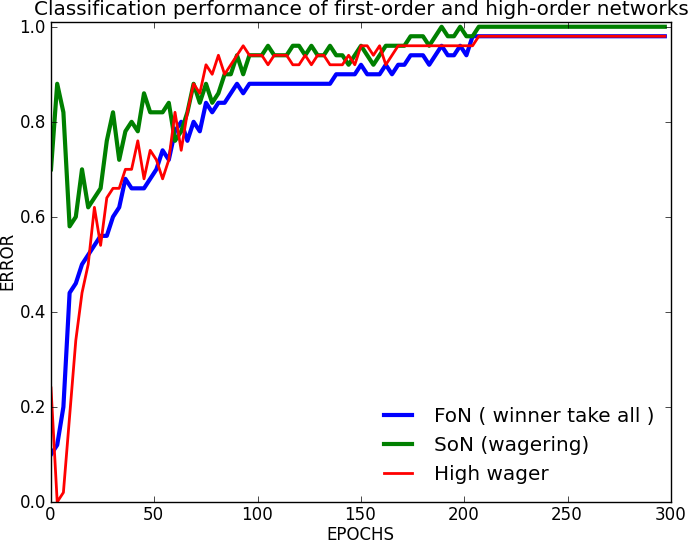 Classification performance of first-order and high-order networks
1.0
0.8
0.6
ERROR
0.4
0.2
0.0
FoN ( winner take all )
SoN (wagering)
High wager
0 50 100 150 200 250 300
EPOCHS